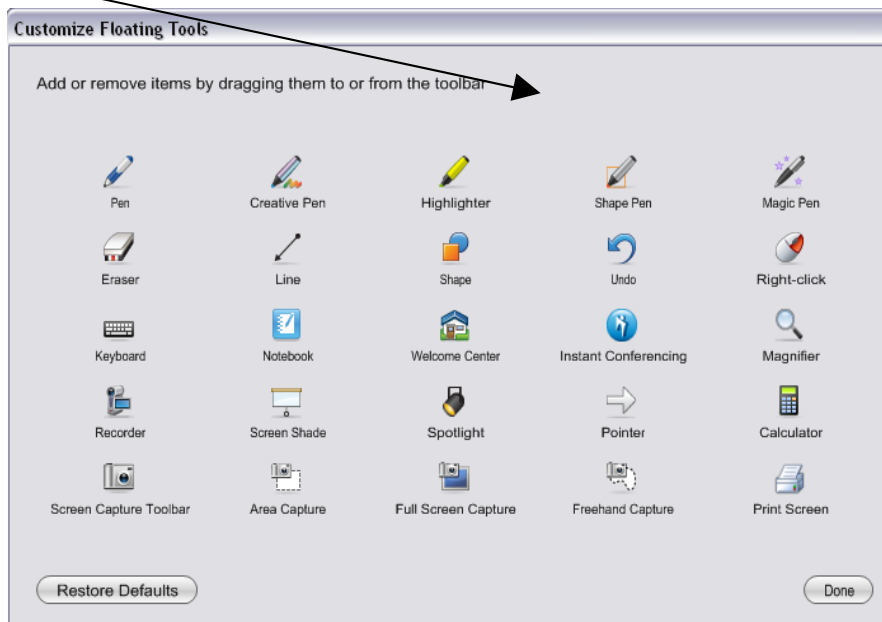 Customize Floating Tools
Add or remove items by dragging them to or from the toolbar
Pen Creative Pen Highlighter Shape Pen Magic Pen
Eraser Line Shape Undo Right-click
Keyboard Notebook Welcome Center Instant Conferencing Magnifier
Recorder Screen Shade Spotlight Pointer Calculator
Screen Capture Toolbar Area Capture Full Screen Capture Freehand Capture Print Screen
Restore Defaults Done